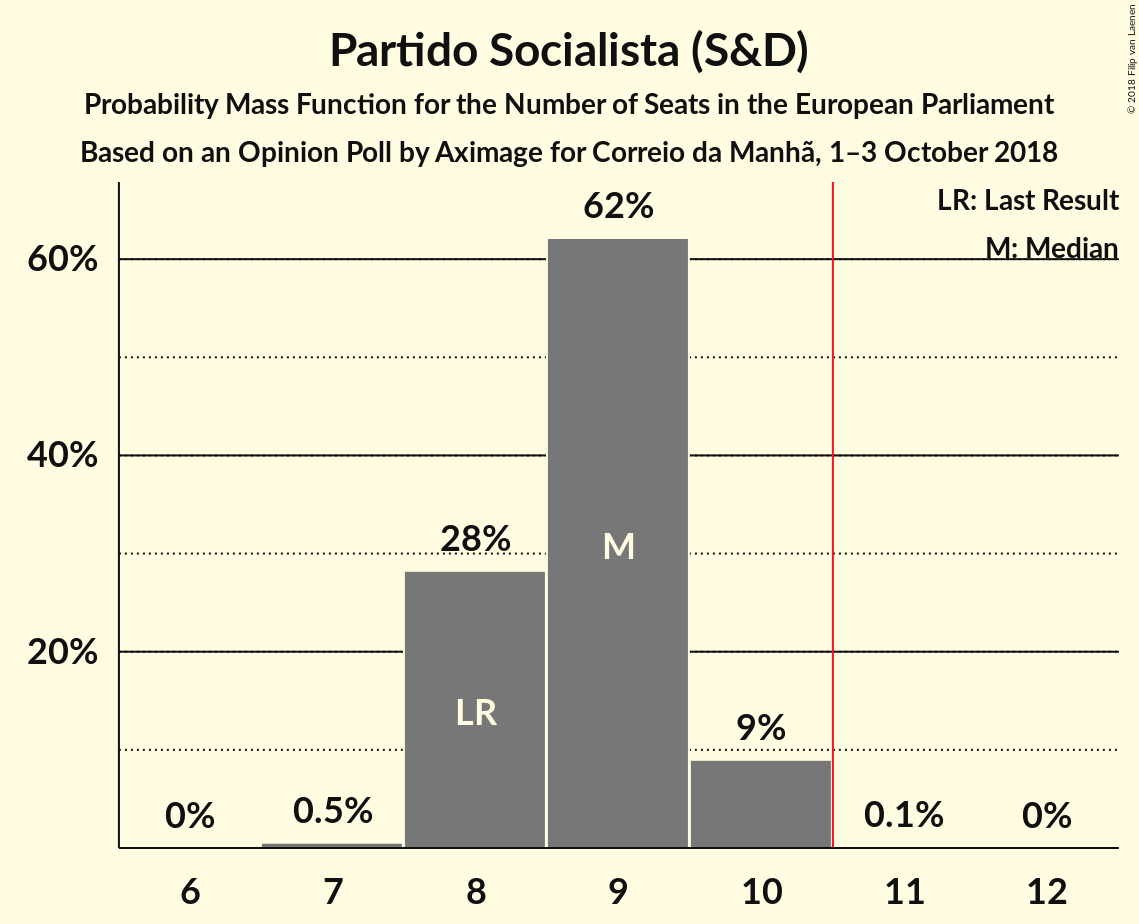 Partido Socialista (S&D)
Probability Mass Function for the Number of Seats in the European Parliament
Based on an Opinion Poll by Aximage for Correio da Manhã, 1–3 October 2018
© 2018 Filip van Laenen
LR: Last Result
M: Median
60%
40%
20%
0%
0.5%
28%
LR
62%
M
9%
0.1%
0%
6 7 8 9 10 11 12